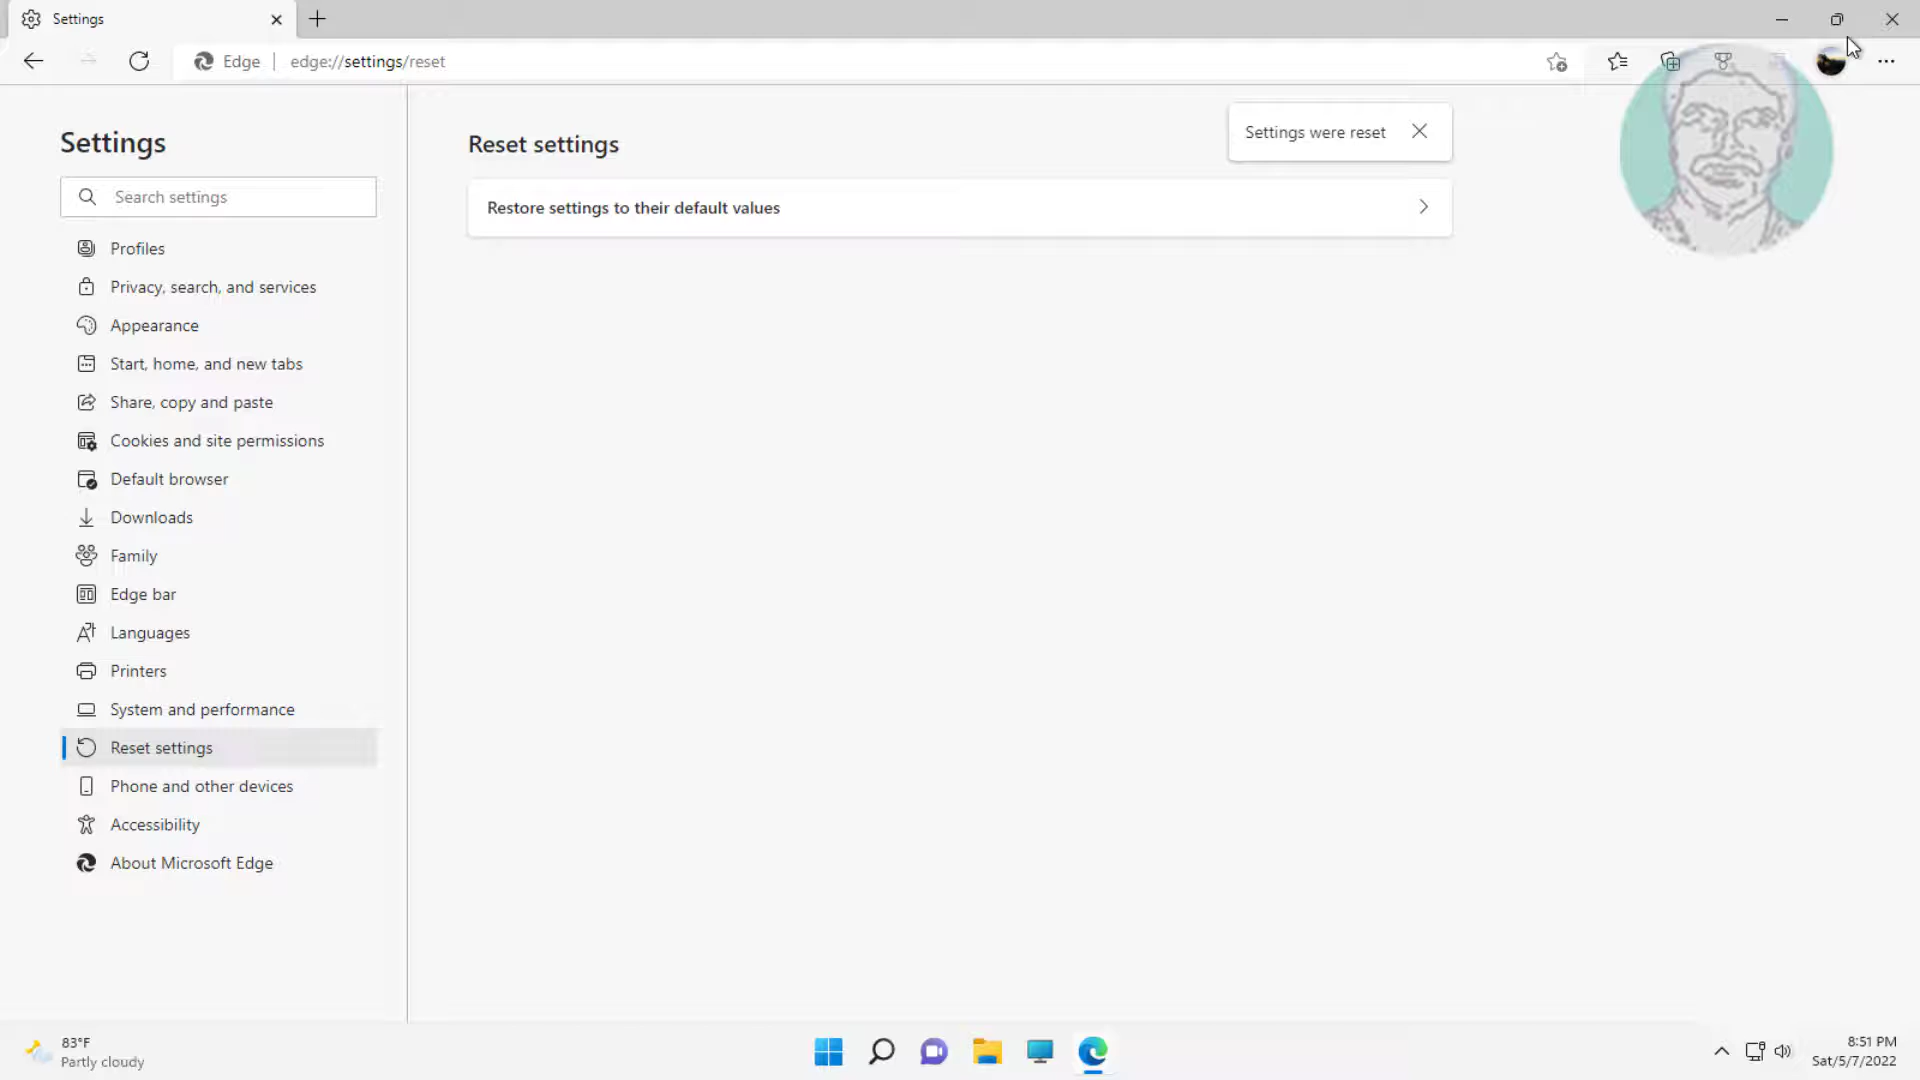 Settings
Edge
edge://settings/reset
Settings
Search settings
Profiles
Privacy, search, and services
Appearance
Start, home, and new tabs
Share, copy and paste
Cookies and site permissions
Default browser
Downloads
Family
Edge bar
Languages
Printers
System and performance
Reset settings
Phone and other devices
Accessibility
About Microsoft Edge
Reset settings
Settings were reset
Restore settings to their default values
83°F
Partly cloudy
8:51 PM
Sat/5/7/2022